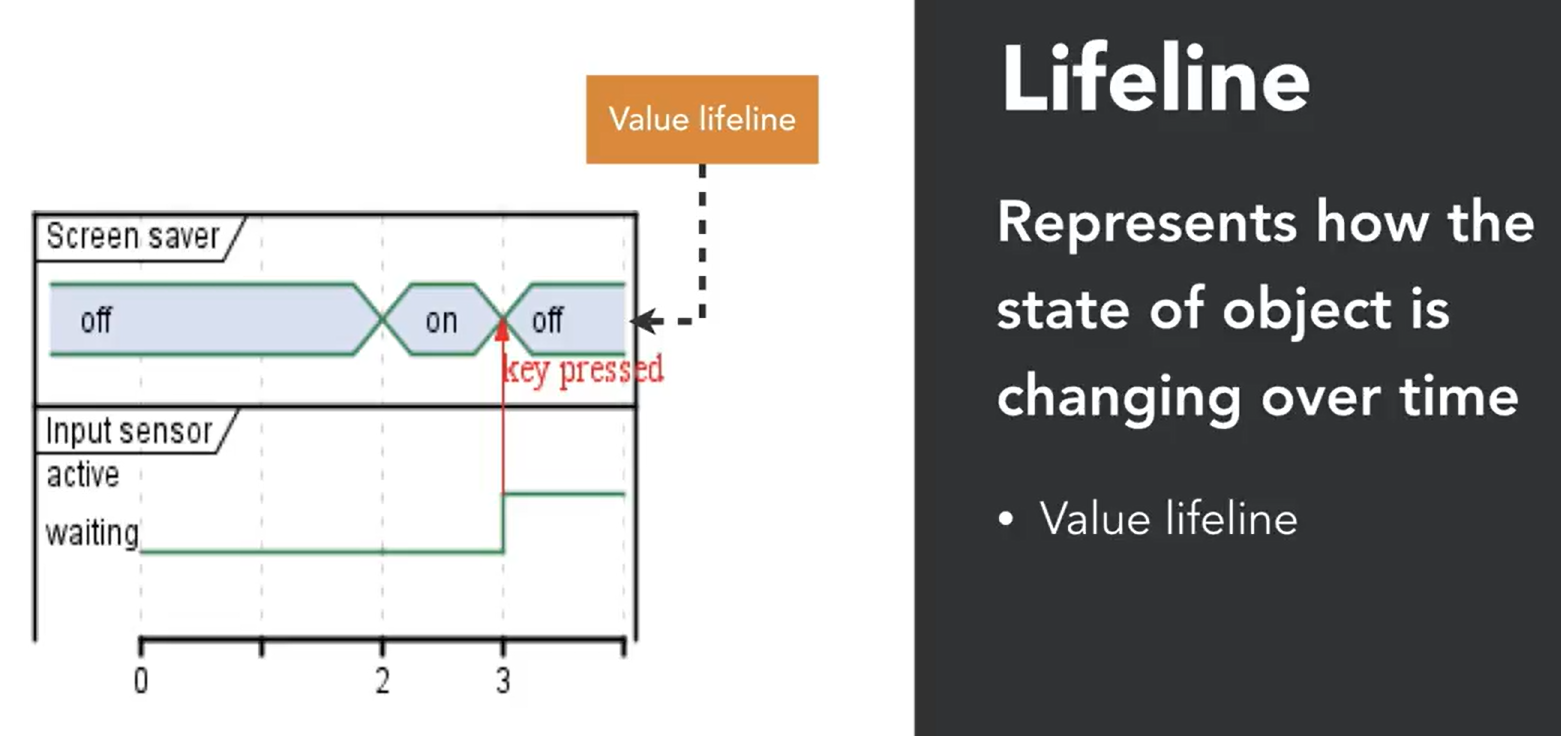 Value lifeline
Screen saver
off
on
off
key pressed
Input sensor
active
waiting
0
2
3
Lifeline
Represents how the
state of object is
changing over time
• Value lifeline